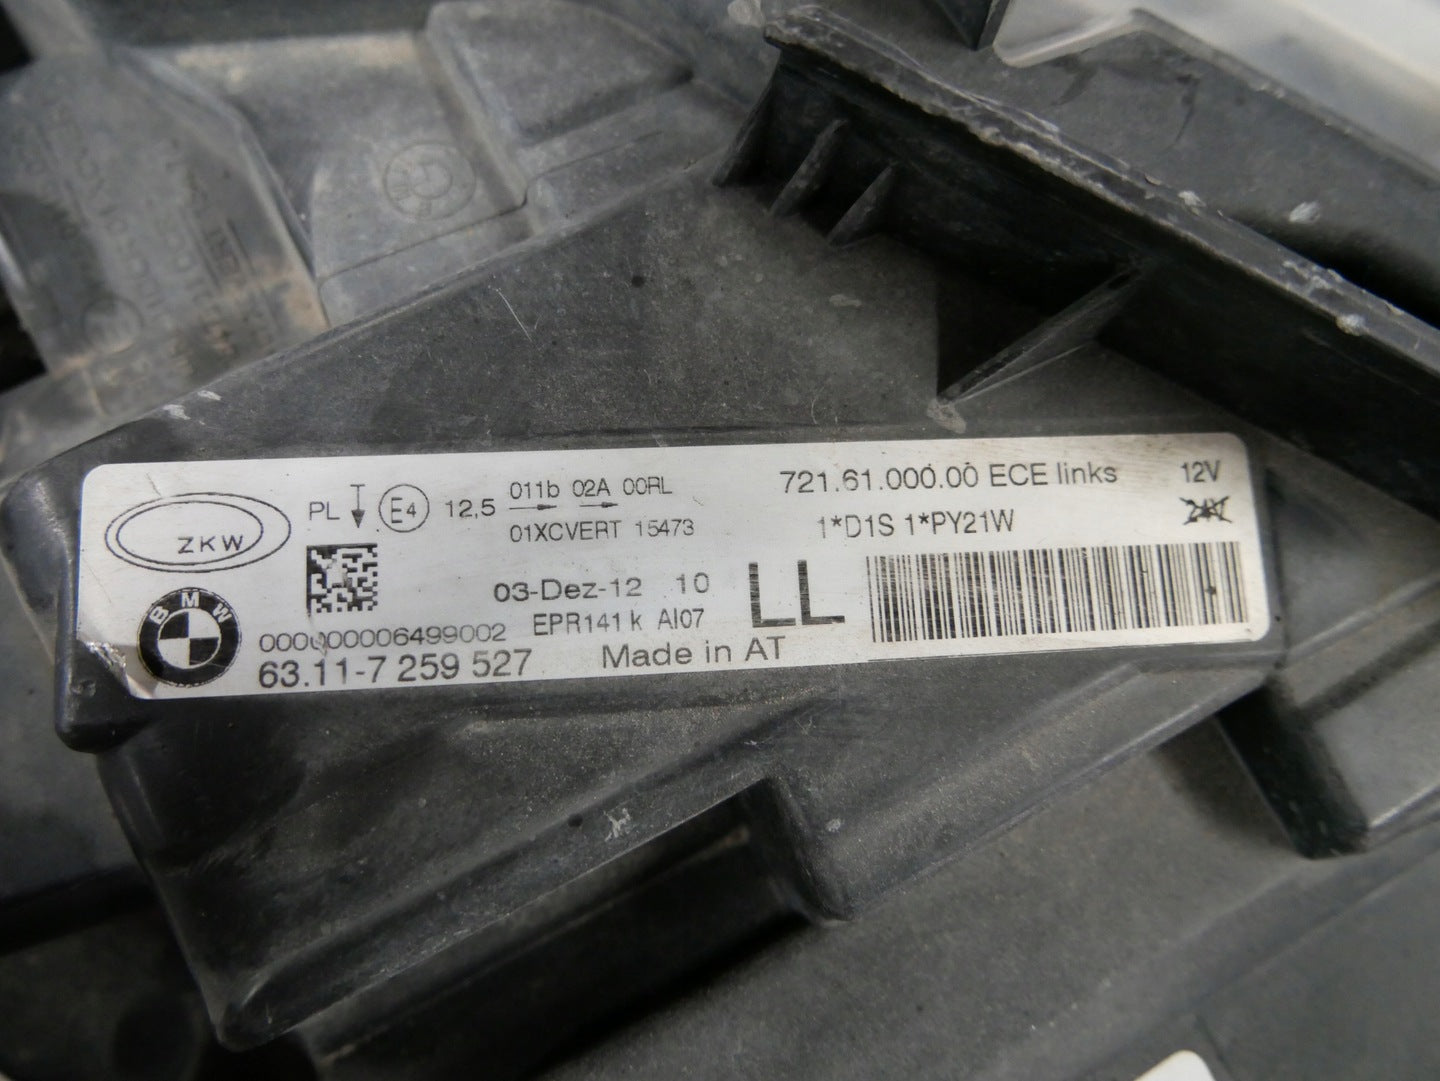 ZKW
PL E4 12,5 011b 02A 00RL
01XCVERT 15473
721.61.000.00 ECE links 12V
24V
1*D1S 1*PY21W
BMW
03-Dez-12 10
LL
EPR141 k AI07
000000006499002
63.11-7 259 527
Made in AT